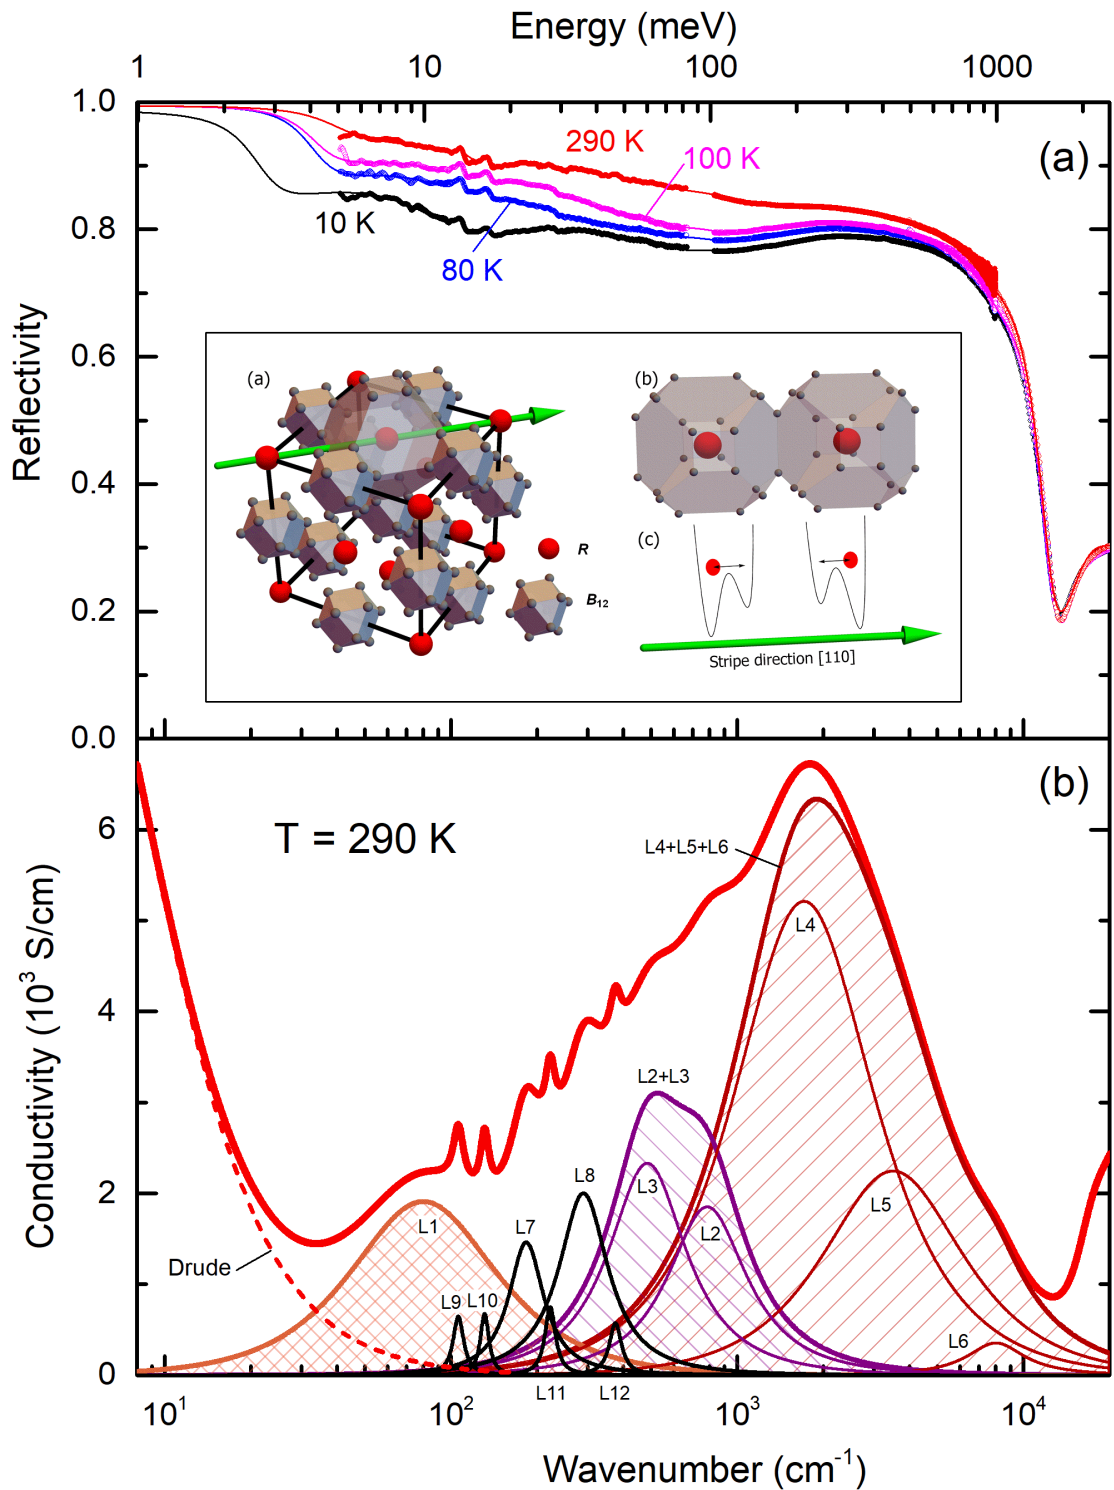 Energy (meV)
1 10 100 1000
1.0
0.8
0.6
0.4
0.2
0.0
Reflectivity
(a)
290 K
100 K
10 K
80 K
(a)
R
B12
(b)
(c)
Stripe direction [110]
(b)
T = 290 K
6
4
2
0
Conductivity (10³ S/cm)
L4+L5+L6
L4
L2+L3
L8
L3
L5
L2
L1
L7
Drude
L9 L10
L6
L11 L12
10¹ 10² 10³ 10⁴
Wavenumber (cm⁻¹)